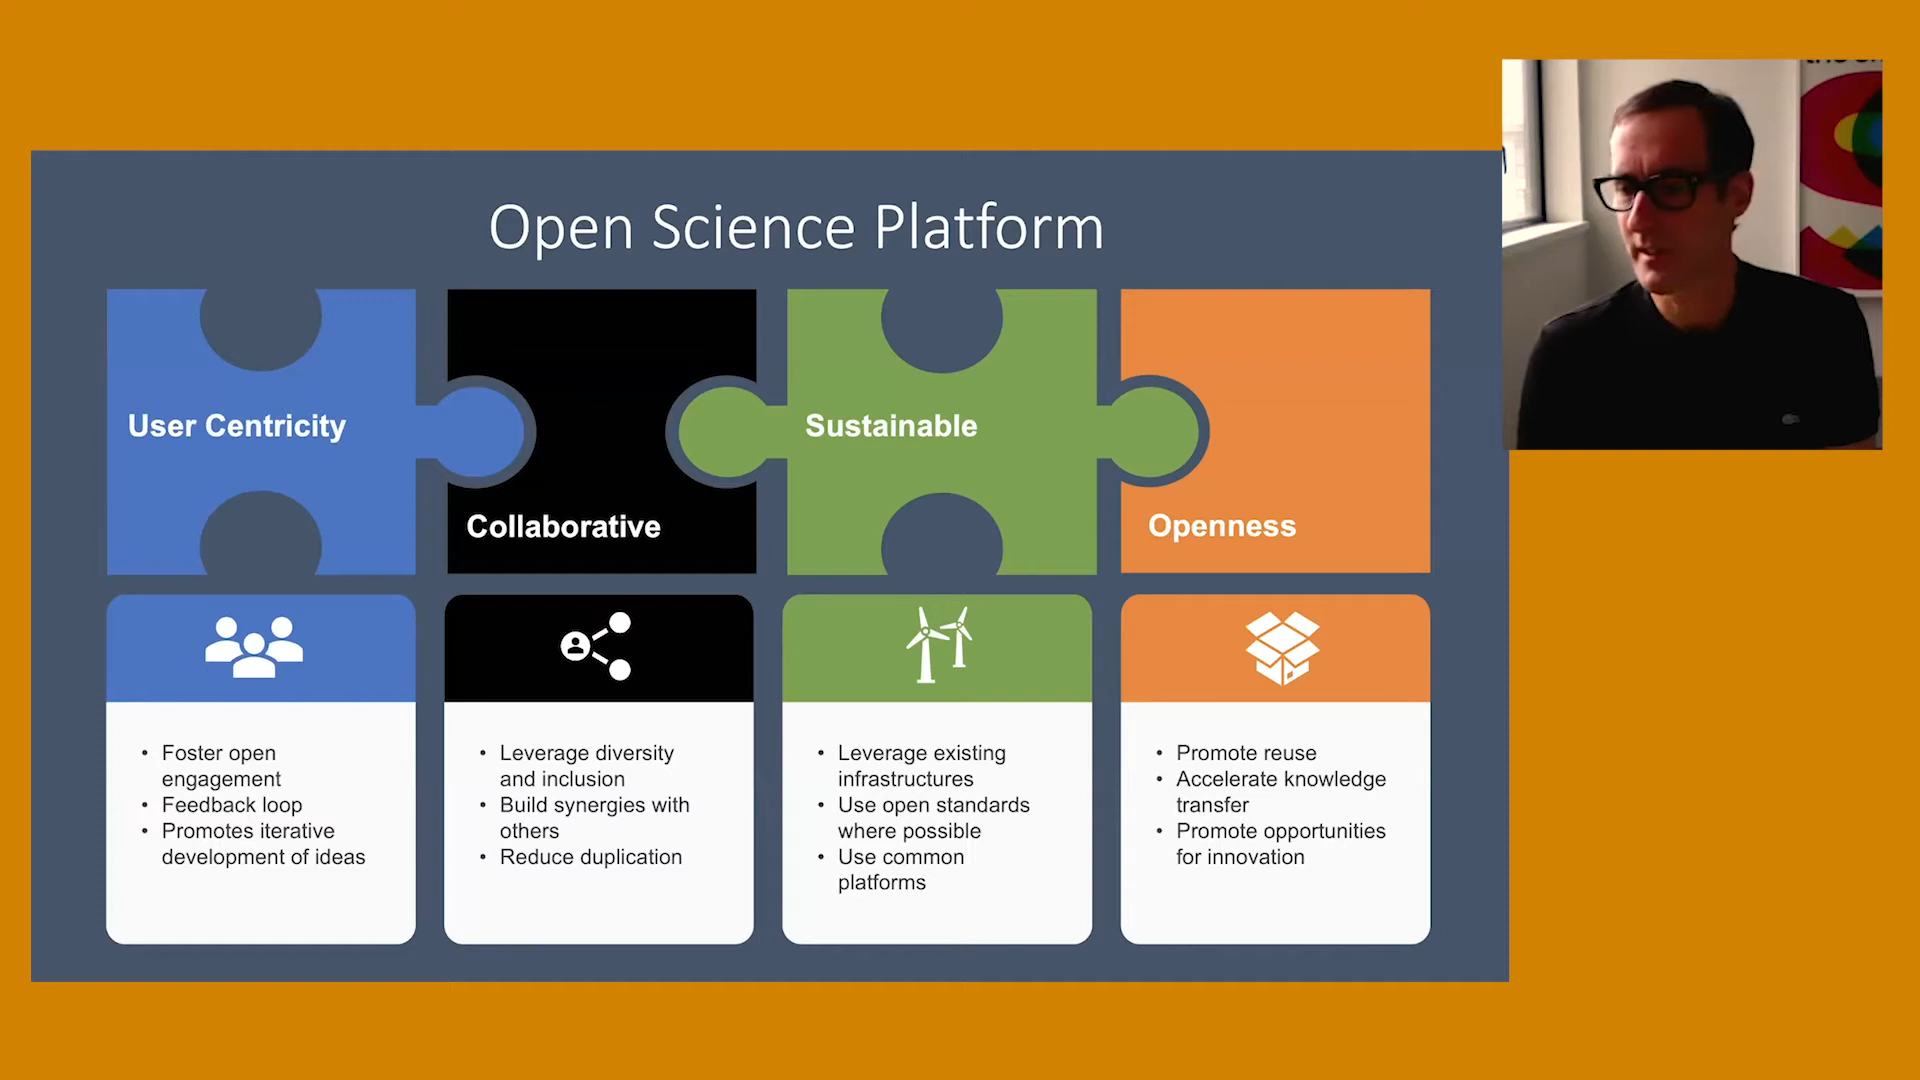 Open Science Platform
User Centricity
Collaborative
Sustainable
Openness
• Foster open
engagement
• Feedback loop
• Promotes iterative
development of ideas
• Leverage diversity
and inclusion
• Build synergies with
others
• Reduce duplication
• Leverage existing
infrastructures
• Use open standards
where possible
• Use common
platforms
• Promote reuse
• Accelerate knowledge
transfer
• Promote opportunities
for innovation